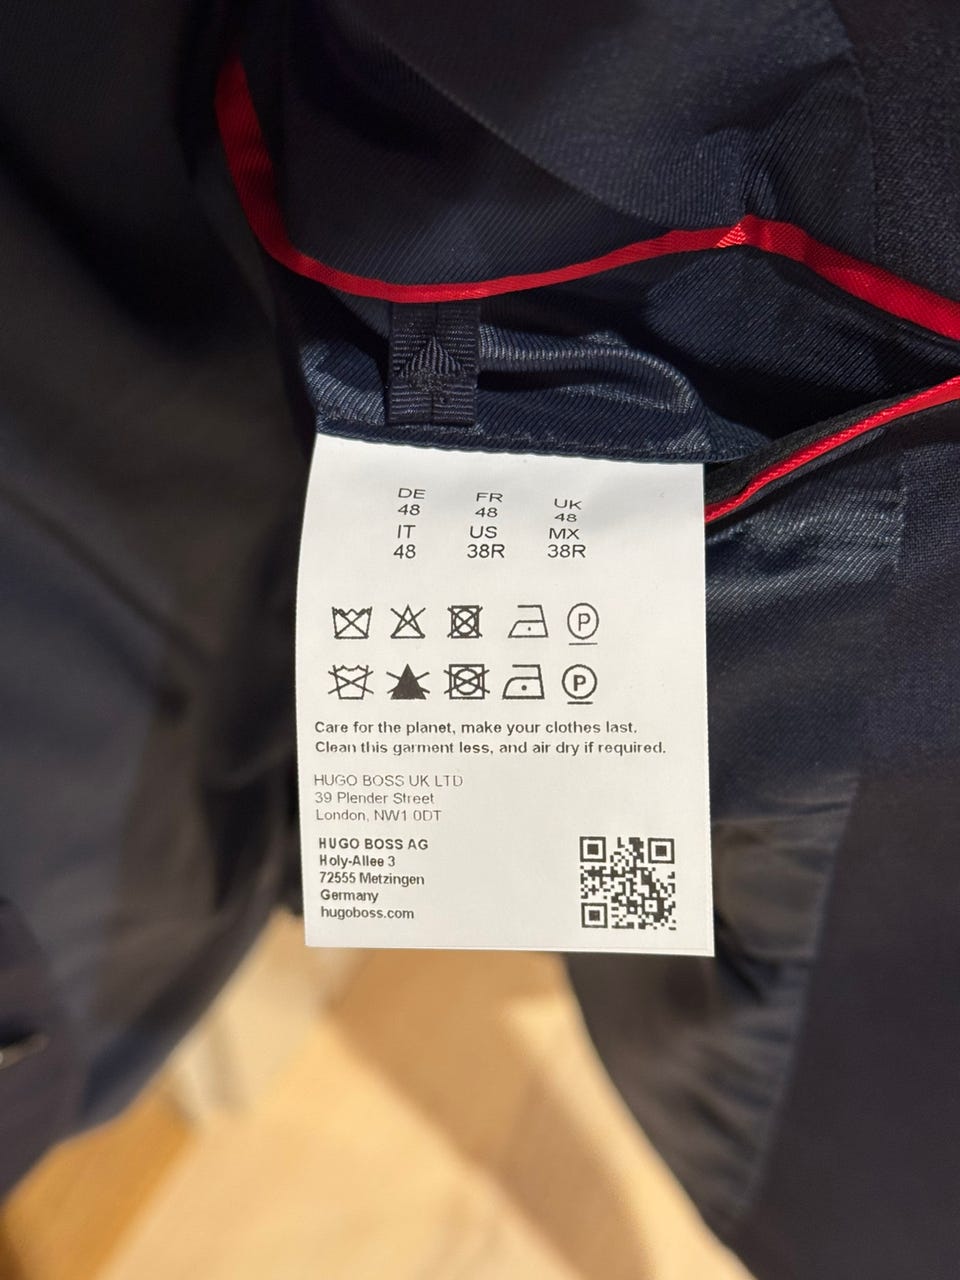 DE FR UK
48 48 48
IT US MX
48 38R 38R
P
P
Care for the planet, make your clothes last.
Clean this garment less, and air dry if required.
HUGO BOSS UK LTD
39 Plender Street
London, NW1 0DT
HUGO BOSS AG
Holy-Allee 3
72555 Metzingen
Germany
hugoboss.com